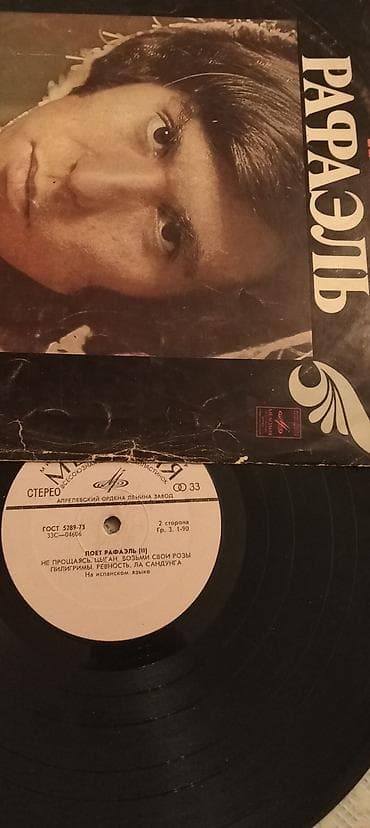 РАФАЭЛЬ
СТЕРЕО
33
АПРЕЛЕВСКИЙ ОРДЕНА ЛЕНИНА ЗАВОД
ГОСТ 5289-73
33С—04606
2 сторона
Гр. 3. 1-90
ПОЕТ РАФАЭЛЬ (II)
НЕ ПРОЩАЯСЬ, ЦЫГАН, ВОЗЬМИ СВОИ РОЗЫ
ПИЛИГРИМЫ, РЕВНОСТЬ, ЛА САНДУНГА
На испанском языке